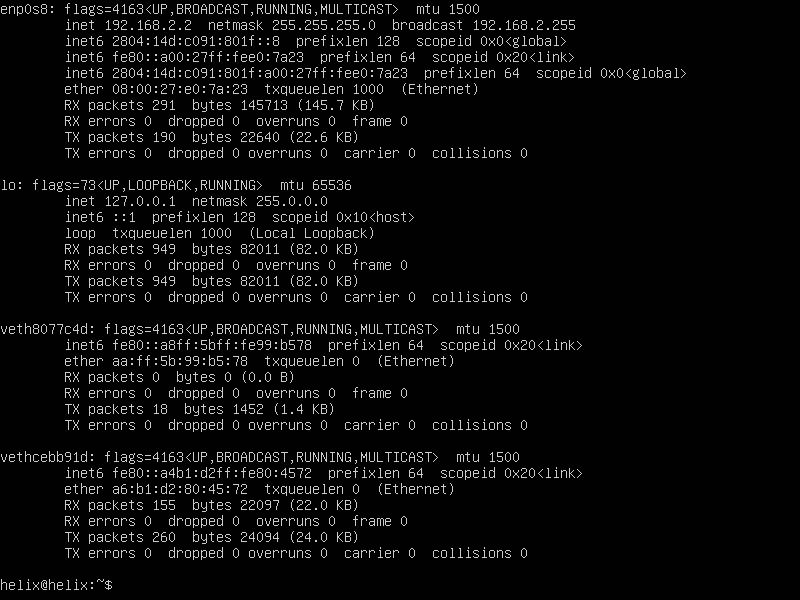 enp0s8: flags=4163<UP,BROADCAST,RUNNING,MULTICAST>  mtu 1500
        inet 192.168.2.2  netmask 255.255.255.0  broadcast 192.168.2.255
        inet6 2804:14d:c091:801f::8  prefixlen 128  scopeid 0x0<global>
        inet6 fe80::a00:27ff:fee0:7a23  prefixlen 64  scopeid 0x20<link>
        inet6 2804:14d:c091:801f:a00:27ff:fee0:7a23  prefixlen 64  scopeid 0x0<global>
        ether 08:00:27:e0:7a:23  txqueuelen 1000  (Ethernet)
        RX packets 291  bytes 145713 (145.7 KB)
        RX errors 0  dropped 0  overruns 0  frame 0
        TX packets 190  bytes 22640 (22.6 KB)
        TX errors 0  dropped 0 overruns 0  carrier 0  collisions 0

lo: flags=73<UP,LOOPBACK,RUNNING>  mtu 65536
        inet 127.0.0.1  netmask 255.0.0.0
        inet6 ::1  prefixlen 128  scopeid 0x10<host>
        loop  txqueuelen 1000  (Local Loopback)
        RX packets 949  bytes 82011 (82.0 KB)
        RX errors 0  dropped 0  overruns 0  frame 0
        TX packets 949  bytes 82011 (82.0 KB)
        TX errors 0  dropped 0 overruns 0  carrier 0  collisions 0

veth8077c4d: flags=4163<UP,BROADCAST,RUNNING,MULTICAST>  mtu 1500
        inet6 fe80::a8ff:5bff:fe99:b578  prefixlen 64  scopeid 0x20<link>
        ether aa:ff:5b:99:b5:78  txqueuelen 0  (Ethernet)
        RX packets 0  bytes 0 (0.0 B)
        RX errors 0  dropped 0  overruns 0  frame 0
        TX packets 18  bytes 1452 (1.4 KB)
        TX errors 0  dropped 0 overruns 0  carrier 0  collisions 0

vethcebb91d: flags=4163<UP,BROADCAST,RUNNING,MULTICAST>  mtu 1500
        inet6 fe80::a4b1:d2ff:fe80:4572  prefixlen 64  scopeid 0x20<link>
        ether a6:b1:d2:80:45:72  txqueuelen 0  (Ethernet)
        RX packets 155  bytes 22097 (22.0 KB)
        RX errors 0  dropped 0  overruns 0  frame 0
        TX packets 260  bytes 24094 (24.0 KB)
        TX errors 0  dropped 0 overruns 0  carrier 0  collisions 0

helix@helix:~$